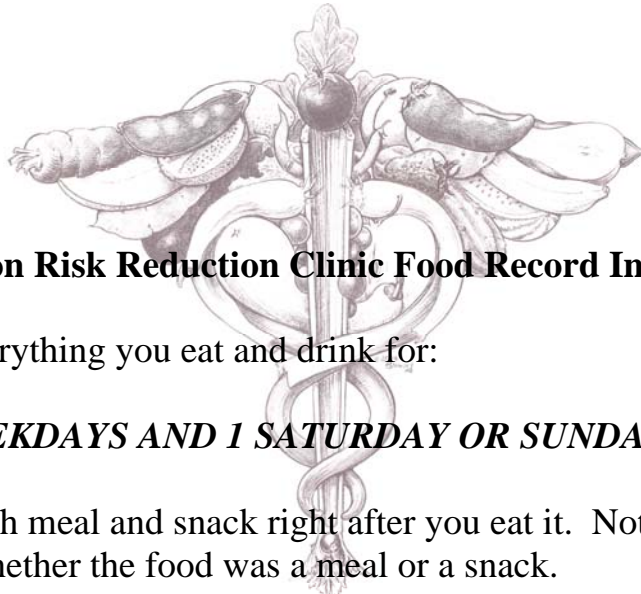 on Risk Reduction Clinic Food Record In
rything you eat and drink for:
EKDAYS AND 1 SATURDAY OR SUNDA
h meal and snack right after you eat it. Not
hether the food was a meal or a snack.